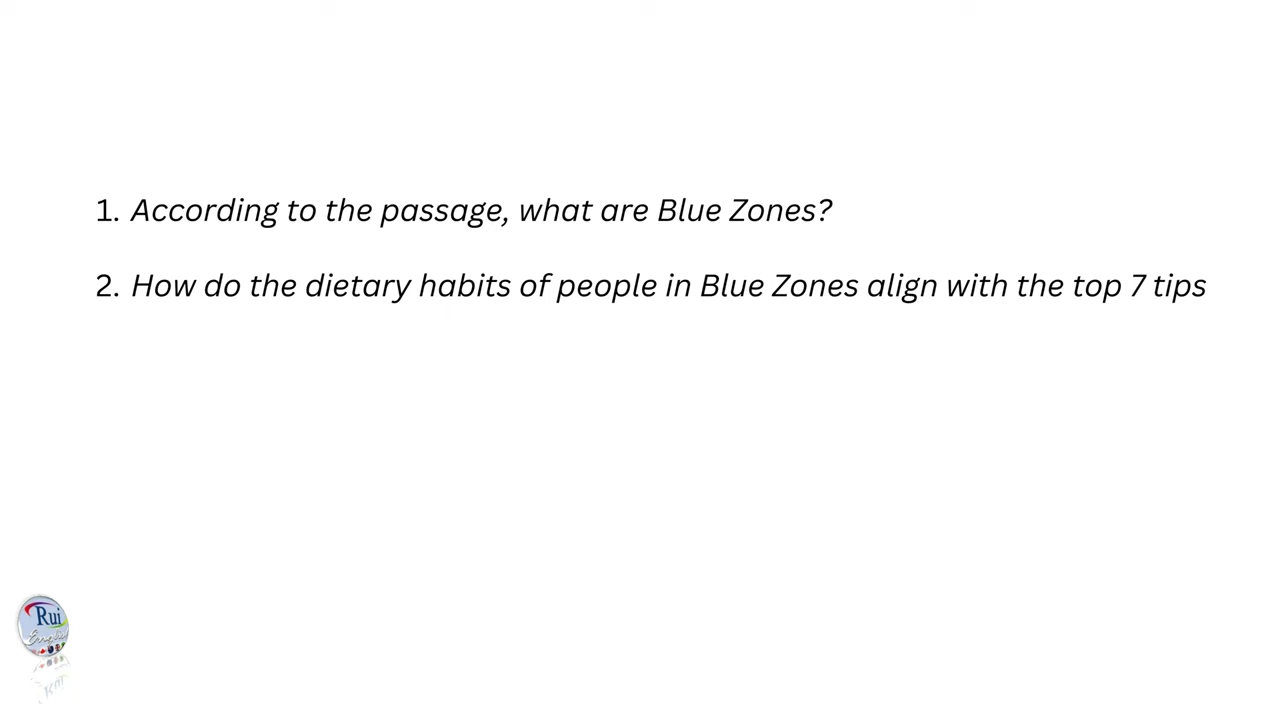 1. According to the passage, what are Blue Zones?
2. How do the dietary habits of people in Blue Zones align with the top 7 tips
Rui
English